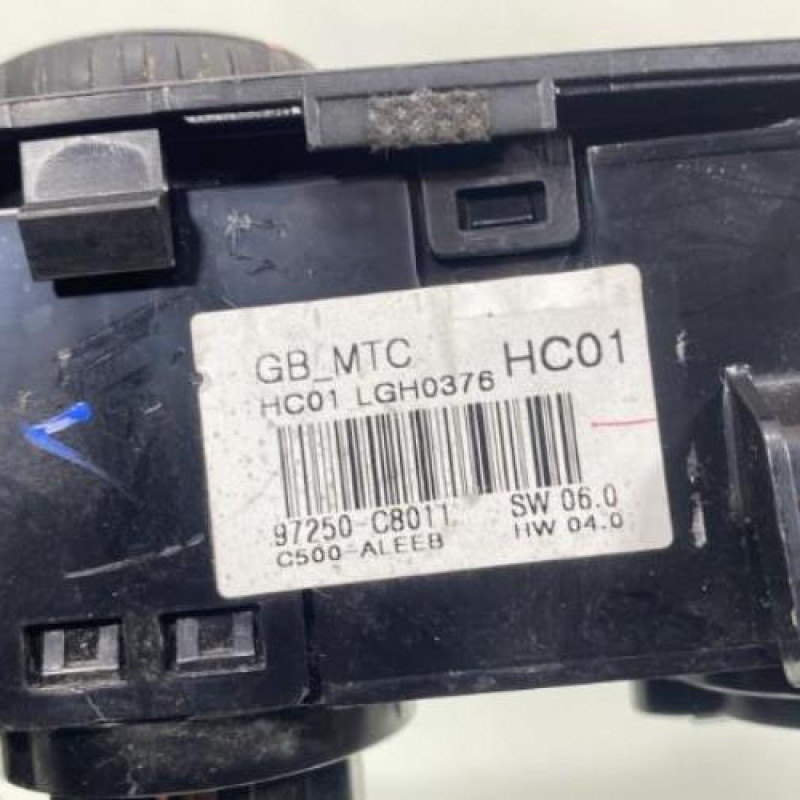 GB_MTC HC01
HC01 LGH0376
97250-C8011 SW 06.0
C500-ALEEB HW 04.0